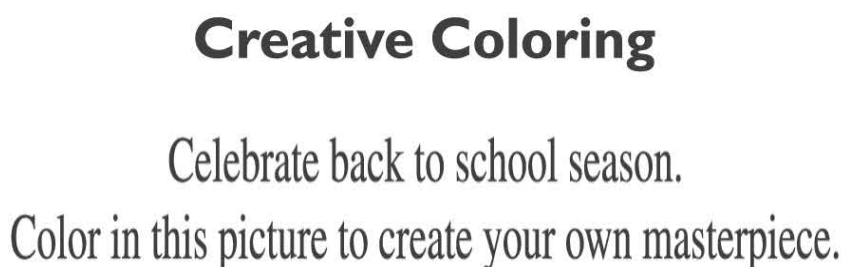 Creative Coloring
Celebrate back to school season.
Color in this picture to create your own masterpiece.